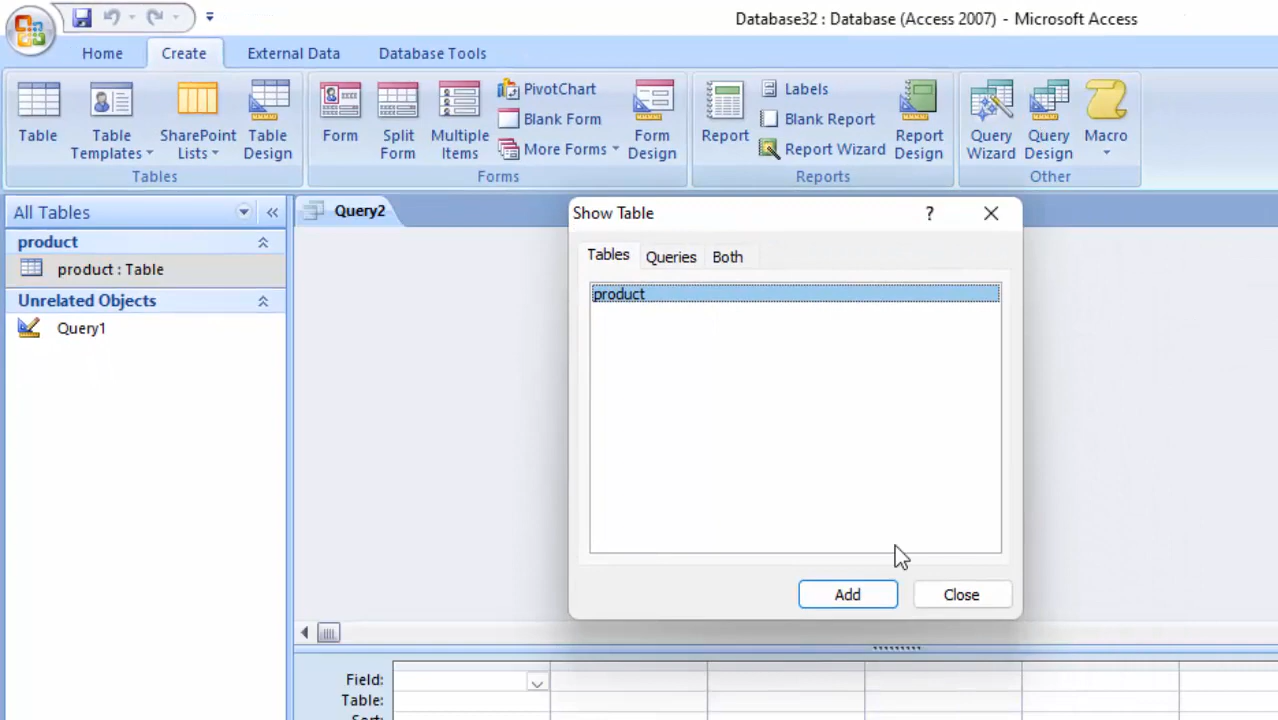 Database32 : Database (Access 2007) - Microsoft Access
Home Create External Data Database Tools
Table
Table Templates
SharePoint Lists
Table Design
Form
Split Form
Multiple Items
PivotChart
Blank Form
More Forms
Form Design
Report
Labels
Blank Report
Report Wizard
Report Design
Query Wizard
Query Design
Macro
Tables Forms Reports Other
All Tables
product
product : Table
Unrelated Objects
Query1
Query2
Show Table ?
Tables Queries Both
product
Add Close
Field:
Table:
Sort: